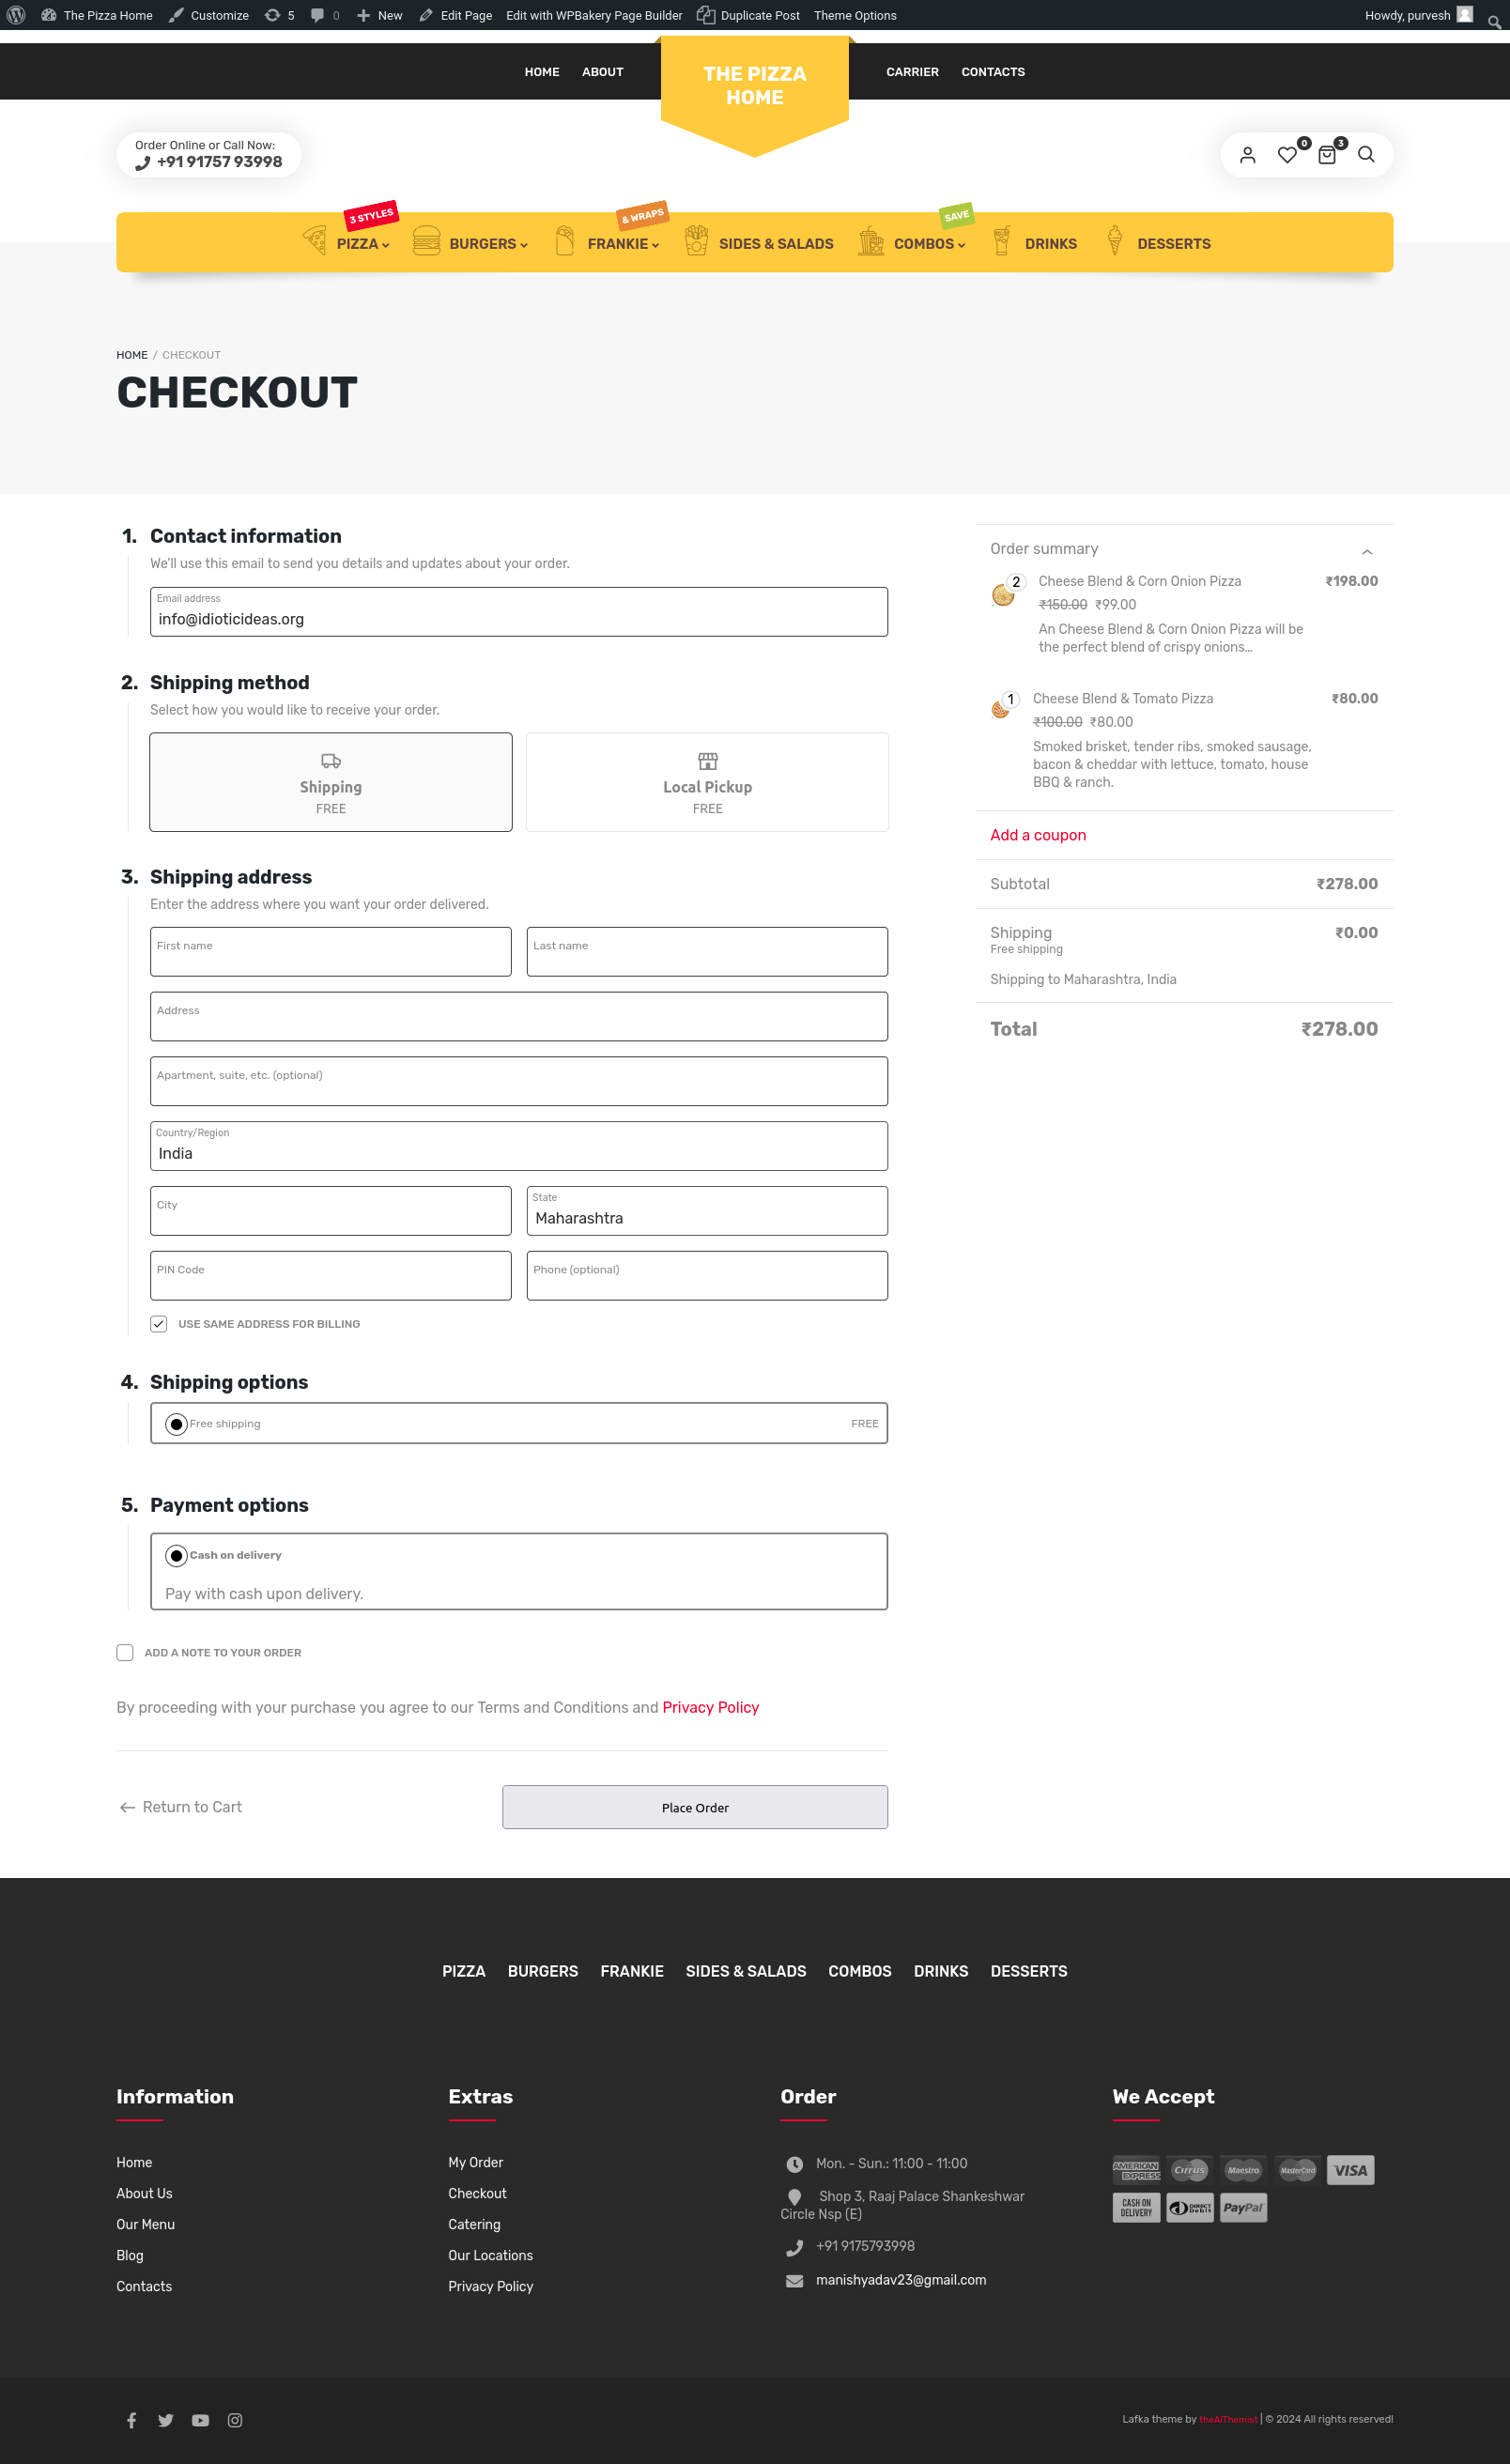 The Pizza Home Customize 5 0 New Edit Page Edit with WPBakery Page Builder Duplicate Post Theme Options Howdy, purvesh
HOME ABOUT
THE PIZZA
HOME
CARRIER CONTACTS
Order Online or Call Now:
+91 91757 93998
0 3
3 STYLES & WRAPS SAVE
PIZZA BURGERS FRANKIE SIDES & SALADS COMBOS DRINKS DESSERTS
HOME / CHECKOUT
CHECKOUT
1. Contact information
We'll use this email to send you details and updates about your order.
Email address
info@idioticideas.org
2. Shipping method
Select how you would like to receive your order.
Shipping
FREE
Local Pickup
FREE
3. Shipping address
Enter the address where you want your order delivered.
First name
Last name
Address
Apartment, suite, etc. (optional)
Country/Region
India
City
State
Maharashtra
PIN Code
Phone (optional)
USE SAME ADDRESS FOR BILLING
4. Shipping options
Free shipping FREE
5. Payment options
Cash on delivery
Pay with cash upon delivery.
ADD A NOTE TO YOUR ORDER
By proceeding with your purchase you agree to our Terms and Conditions and Privacy Policy
Return to Cart
Place Order
Order summary
2 Cheese Blend & Corn Onion Pizza ₹198.00
₹150.00 ₹99.00
An Cheese Blend & Corn Onion Pizza will be
the perfect blend of crispy onions…
1 Cheese Blend & Tomato Pizza ₹80.00
₹100.00 ₹80.00
Smoked brisket, tender ribs, smoked sausage,
bacon & cheddar with lettuce, tomato, house
BBQ & ranch.
Add a coupon
Subtotal ₹278.00
Shipping ₹0.00
Free shipping
Shipping to Maharashtra, India
Total ₹278.00
PIZZA BURGERS FRANKIE SIDES & SALADS COMBOS DRINKS DESSERTS
Information
Home
About Us
Our Menu
Blog
Contacts
Extras
My Order
Checkout
Catering
Our Locations
Privacy Policy
Order
Mon. - Sun.: 11:00 - 11:00
Shop 3, Raaj Palace Shankeshwar
Circle Nsp (E)
+91 9175793998
manishyadav23@gmail.com
We Accept
AMERICAN EXPRESS Cirrus Maestro MasterCard VISA
CASH ON DELIVERY DIRECT Debit PayPal
Lafka theme by theAlThemist | © 2024 All rights reserved!